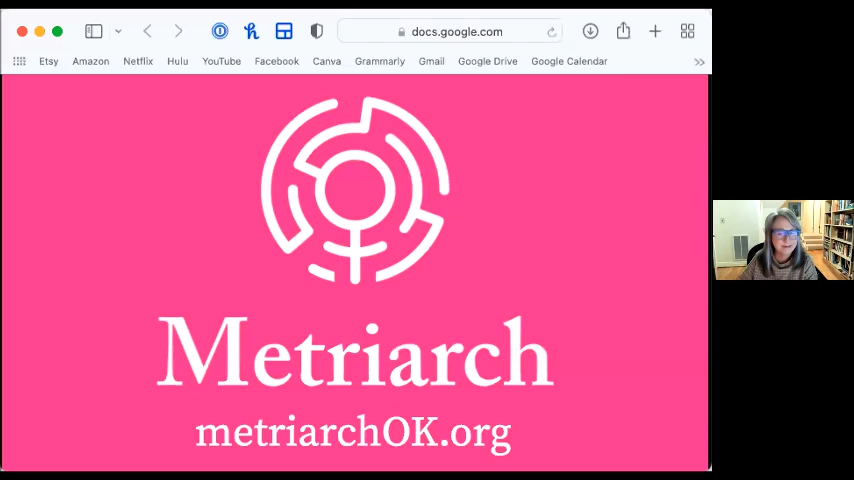 docs.google.com
Etsy Amazon Netflix Hulu YouTube Facebook Canva Grammarly Gmail Google Drive Google Calendar
Metriarch
metriarchOK.org